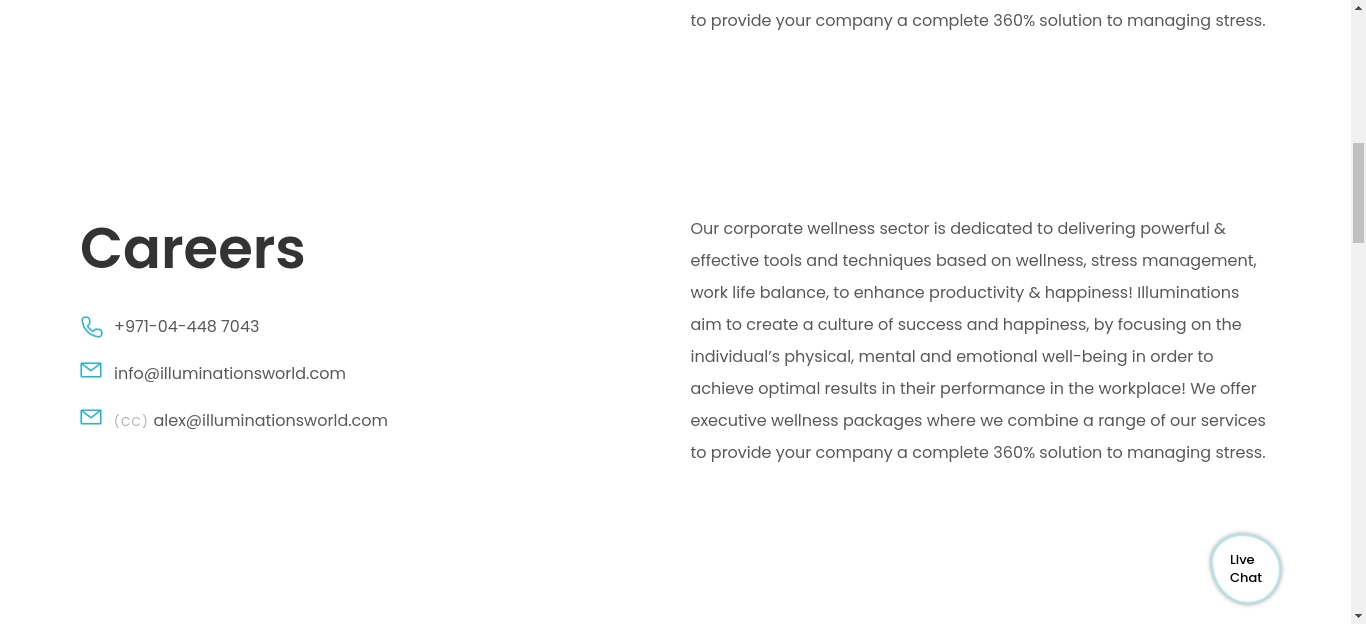 to provide your company a complete 360% solution to managing stress.
Careers
+971-04-448 7043
info@illuminationsworld.com
(cc) alex@illuminationsworld.com
Our corporate wellness sector is dedicated to delivering powerful &
effective tools and techniques based on wellness, stress management,
work life balance, to enhance productivity & happiness! Illuminations
aim to create a culture of success and happiness, by focusing on the
individual’s physical, mental and emotional well-being in order to
achieve optimal results in their performance in the workplace! We offer
executive wellness packages where we combine a range of our services
to provide your company a complete 360% solution to managing stress.
Live
Chat